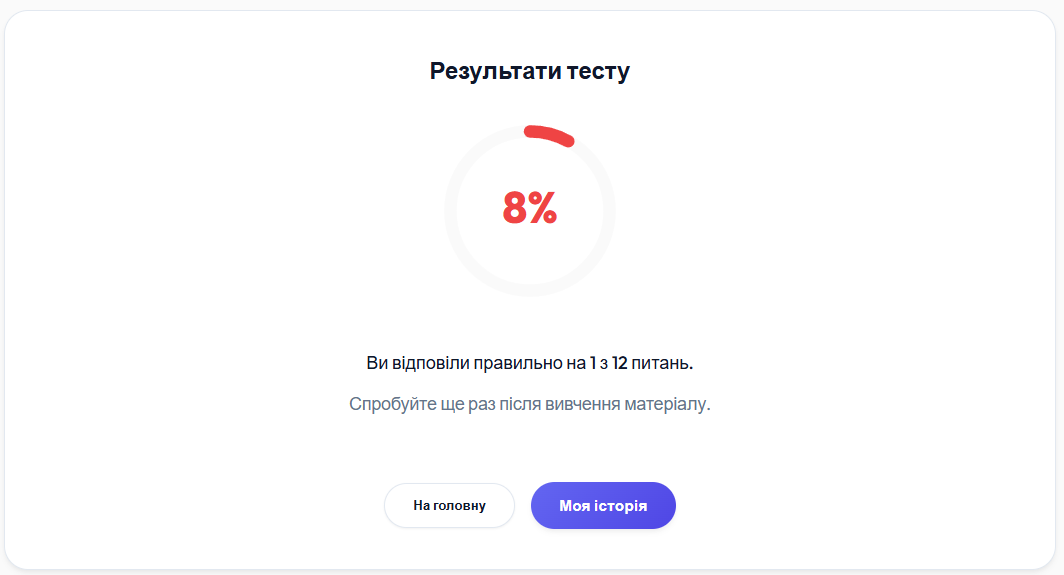 Результати тесту
8%
Ви відповіли правильно на 1 з 12 питань.
Спробуйте ще раз після вивчення матеріалу.
На головну
Моя історія